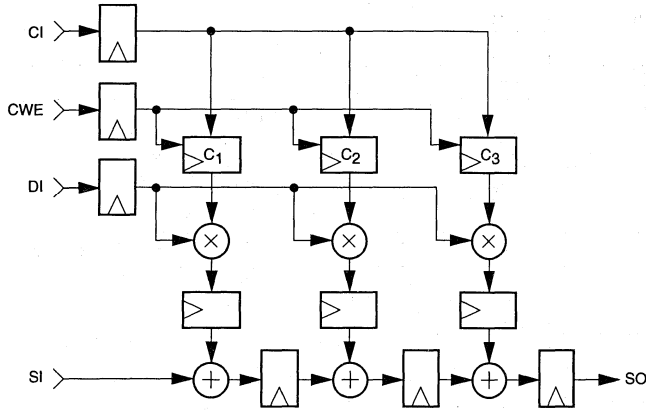 CI
CWE
C1
C2
C3
DI
×
×
×
SI
+
+
+
SO